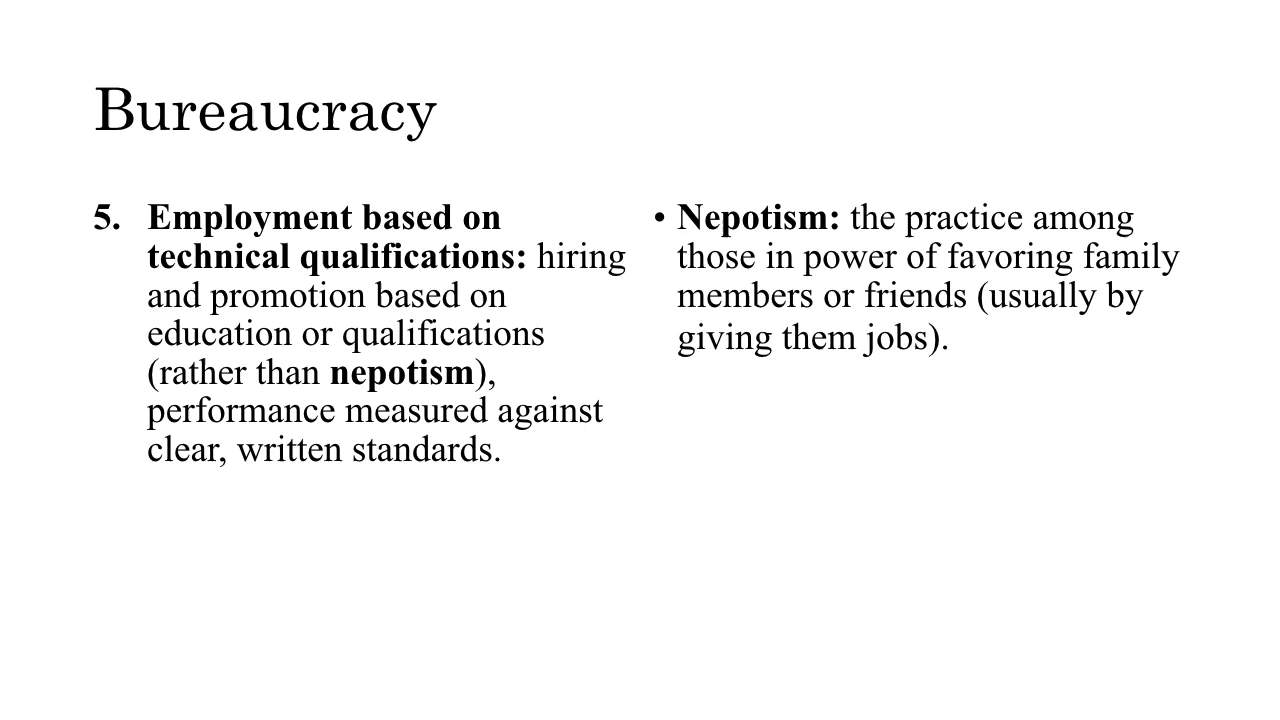 Bureaucracy
5. Employment based on
technical qualifications: hiring
and promotion based on
education or qualifications
(rather than nepotism),
performance measured against
clear, written standards.
• Nepotism: the practice among
those in power of favoring family
members or friends (usually by
giving them jobs).